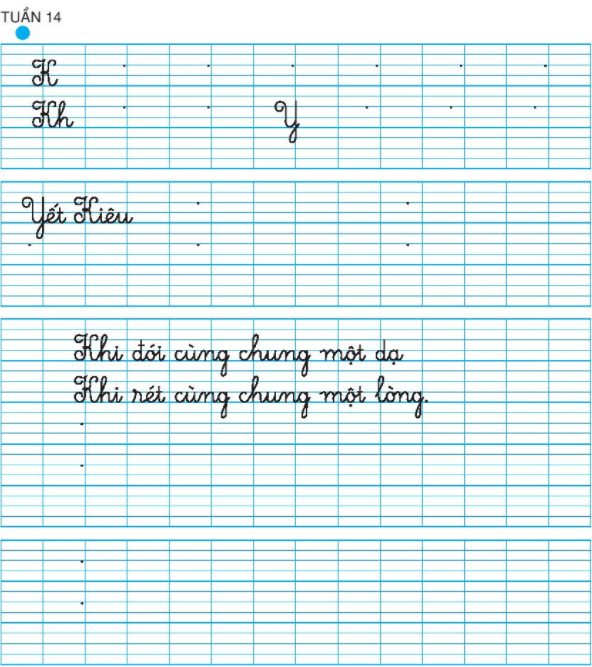 TUẦN 14
K
Kh Y
Yết Kiêu
Khi đói cùng chung một dạ
Khi rét cùng chung một lòng.